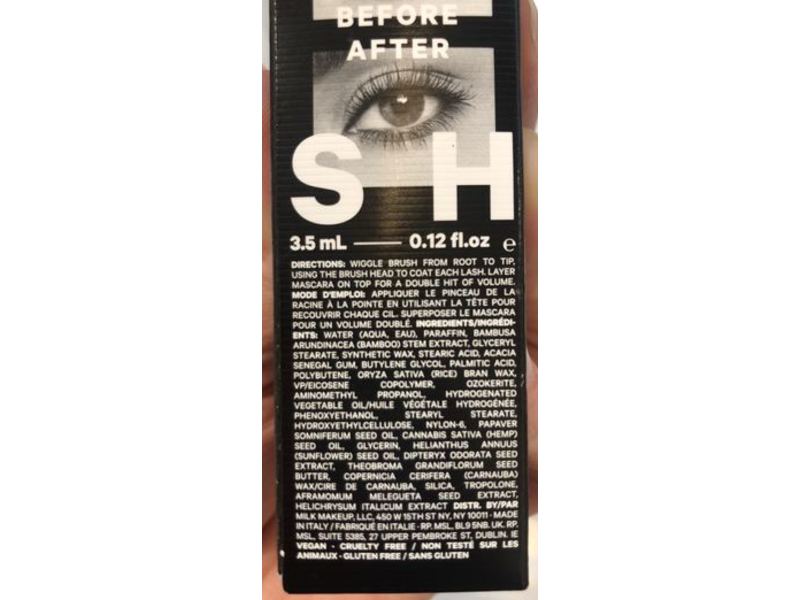 BEFORE
AFTER
S H
3.5 mL — 0.12 fl.oz ℮
DIRECTIONS: WIGGLE BRUSH FROM ROOT TO TIP,
USING THE BRUSH HEAD TO COAT EACH LASH. LAYER
MASCARA ON TOP FOR A DOUBLE HIT OF VOLUME.
MODE D'EMPLOI: APPLIQUER LE PINCEAU DE LA
RACINE À LA POINTE EN UTILISANT LA TÊTE POUR
RECOUVRIR CHAQUE CIL. SUPERPOSER LE MASCARA
POUR UN VOLUME DOUBLÉ. INGREDIENTS/INGRÉDI-
ENTS: WATER (AQUA, EAU), PARAFFIN, BAMBUSA
ARUNDINACEA (BAMBOO) STEM EXTRACT, GLYCERYL
STEARATE, SYNTHETIC WAX, STEARIC ACID, ACACIA
SENEGAL GUM, BUTYLENE GLYCOL, PALMITIC ACID,
POLYBUTENE, ORYZA SATIVA (RICE) BRAN WAX,
VP/EICOSENE COPOLYMER, OZOKERITE,
AMINOMETHYL PROPANOL, HYDROGENATED
VEGETABLE OIL/HUILE VÉGÉTALE HYDROGÉNÉE,
PHENOXYETHANOL, STEARYL STEARATE,
HYDROXYETHYLCELLULOSE, NYLON-6, PAPAVER
SOMNIFERUM SEED OIL, CANNABIS SATIVA (HEMP)
SEED OIL, GLYCERIN, HELIANTHUS ANNUUS
(SUNFLOWER) SEED OIL, DIPTERYX ODORATA SEED
EXTRACT, THEOBROMA GRANDIFLORUM SEED
BUTTER, COPERNICIA CERIFERA (CARNAUBA)
WAX/CIRE DE CARNAUBA, SILICA, TROPOLONE,
AFRAMOMUM MELEGUETA SEED EXTRACT,
HELICHRYSUM ITALICUM EXTRACT DISTR. BY/PAR
MILK MAKEUP, LLC, 450 W 15TH ST NY, NY 10011 · MADE
IN ITALY / FABRIQUÉ EN ITALIE · RP. MSL, BL9 5NB. UK. RP.
MSL, SUITE 5385, 27 UPPER PEMBROKE ST, DUBLIN. IE
VEGAN · CRUELTY FREE / NON TESTÉ SUR LES
ANIMAUX · GLUTEN FREE / SANS GLUTEN